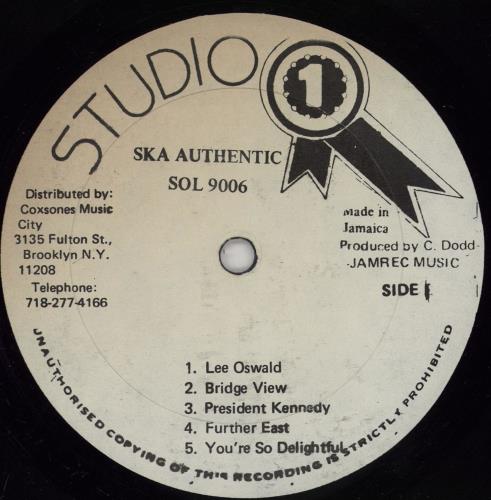 STUDIO 1
SKA AUTHENTIC
SOL 9006
Distributed by:
Coxsones Music
City
3135 Fulton St.,
Brooklyn N.Y.
11208
Telephone:
718-277-4166
Made in
Jamaica
Produced by C. Dodd
JAMREC MUSIC
SIDE 1
1. Lee Oswald
2. Bridge View
3. President Kennedy
4. Further East
5. You're So Delightful
UNAUTHORISED COPYING OF THIS RECORDING IS STRICTLY PROHIBITED